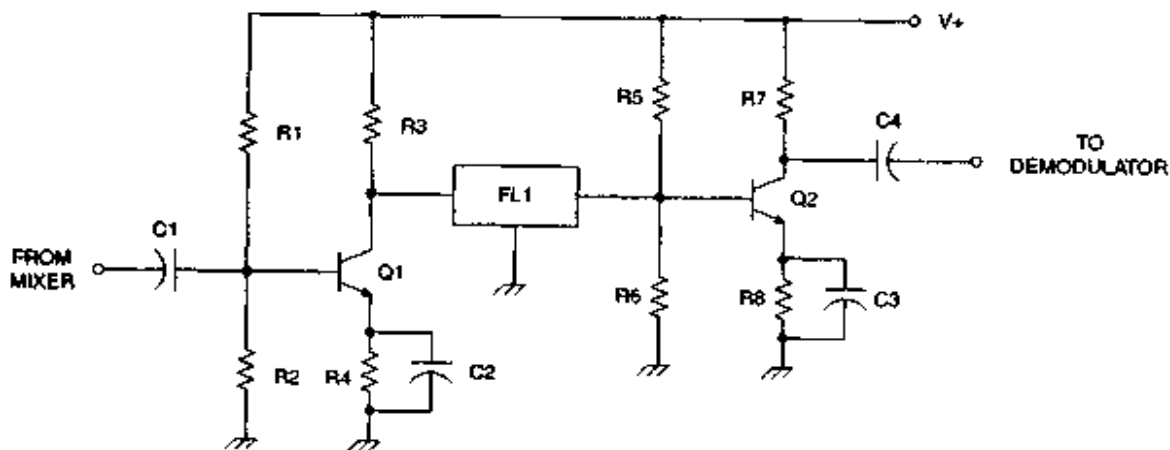 V+
R5
R7
R1
R3
C4
TO
DEMODULATOR
FL1
Q2
C1
FROM
MIXER
Q1
R6
R8
C3
R2
R4
C2